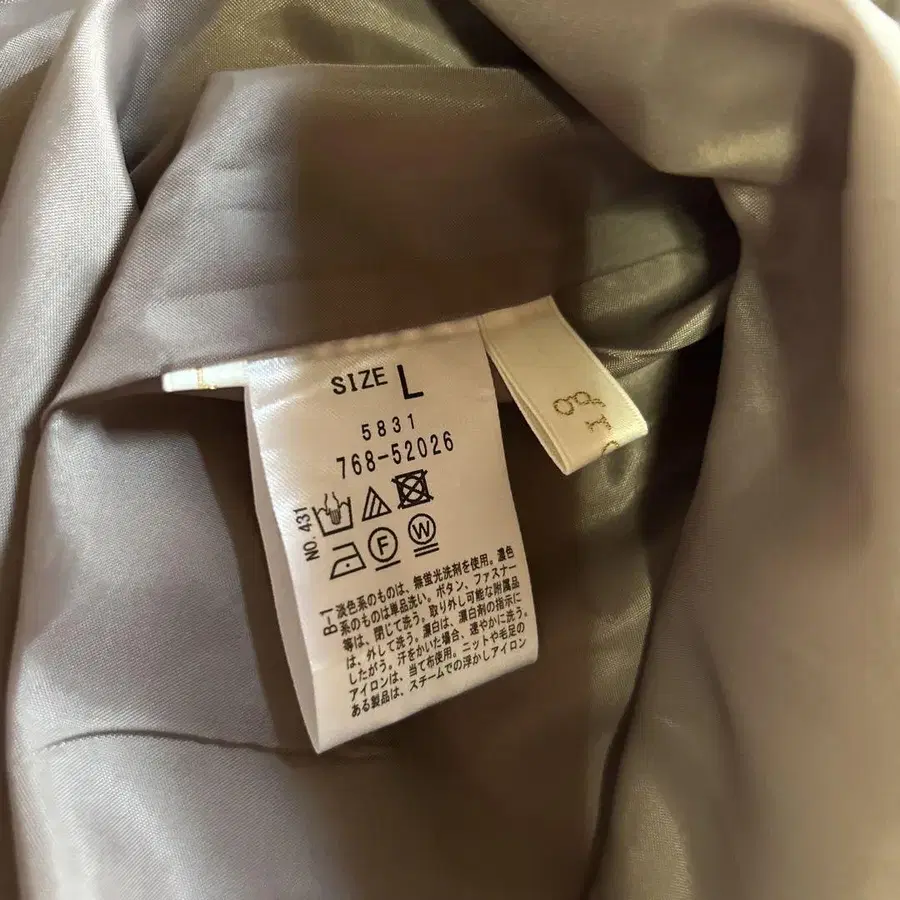 SIZE L
5831
768-52026
NO. 431
F W
B-1 淡色系のものは、無蛍光洗剤を使用。濃色
系のものは単品洗い。ボタン、ファスナー
等は、閉じて洗う。取り外し可能な附属品
は、外して洗う。漂白は、漂白剤の指示に
したがう。汗をかいた場合、速やかに洗う。
アイロンは、当て布使用。ニットや毛足の
ある製品は、スチームでの浮かしアイロン
gr